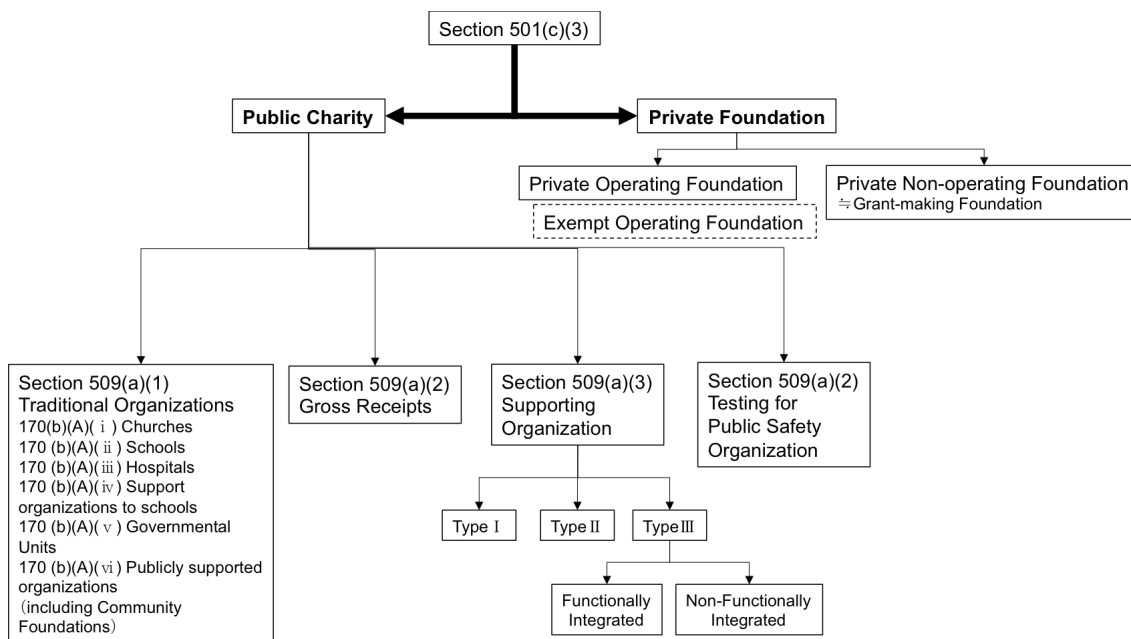 Section 501(c)(3)
Public Charity
Private Foundation
Private Operating Foundation
Private Non-operating Foundation
≒Grant-making Foundation
Exempt Operating Foundation
Section 509(a)(1)
Traditional Organizations
170(b)(A)(ⅰ) Churches
170 (b)(A)(ⅱ) Schools
170 (b)(A)(ⅲ) Hospitals
170 (b)(A)(ⅳ) Support
organizations to schools
170 (b)(A)(ⅴ) Governmental
Units
170 (b)(A)(ⅵ) Publicly supported
organizations
(including Community
Foundations)
Section 509(a)(2)
Gross Receipts
Section 509(a)(3)
Supporting
Organization
Section 509(a)(2)
Testing for
Public Safety
Organization
Type Ⅰ
Type Ⅱ
Type Ⅲ
Functionally
Integrated
Non-Functionally
Integrated